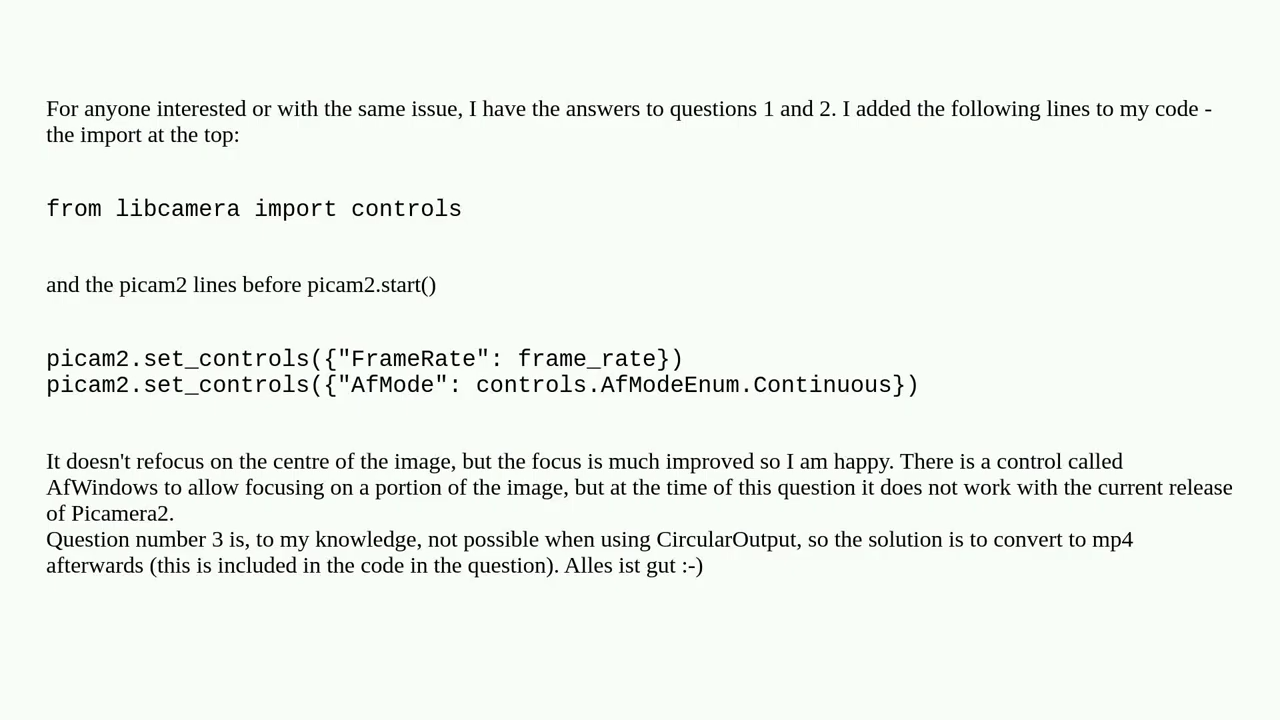 For anyone interested or with the same issue, I have the answers to questions 1 and 2. I added the following lines to my code -
the import at the top:
from libcamera import controls
and the picam2 lines before picam2.start()
picam2.set_controls({"FrameRate": frame_rate})
picam2.set_controls({"AfMode": controls.AfModeEnum.Continuous})
It doesn't refocus on the centre of the image, but the focus is much improved so I am happy. There is a control called
AfWindows to allow focusing on a portion of the image, but at the time of this question it does not work with the current release
of Picamera2.
Question number 3 is, to my knowledge, not possible when using CircularOutput, so the solution is to convert to mp4
afterwards (this is included in the code in the question). Alles ist gut :-)